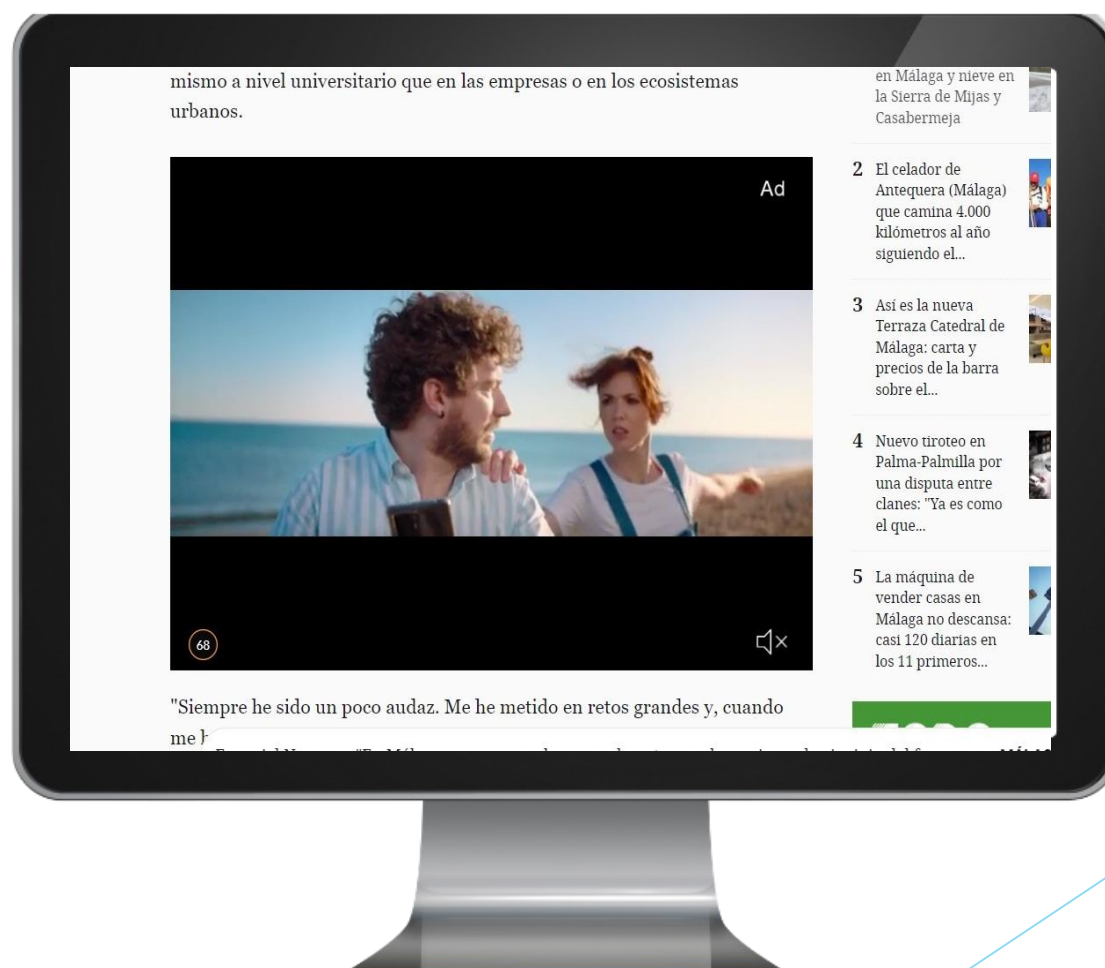 mismo a nivel universitario que en las empresas o en los ecosistemas
urbanos.
Ad
68
"Siempre he sido un poco audaz. Me he metido en retos grandes y, cuando
me
en Málaga y nieve en
la Sierra de Mijas y
Casabermeja
2 El celador de
Antequera (Málaga)
que camina 4.000
kilómetros al año
siguiendo el...
3 Así es la nueva
Terraza Catedral de
Málaga: carta y
precios de la barra
sobre el...
4 Nuevo tiroteo en
Palma-Palmilla por
una disputa entre
clanes: "Ya es como
el que...
5 La máquina de
vender casas en
Málaga no descansa:
casi 120 diarias en
los 11 primeros...